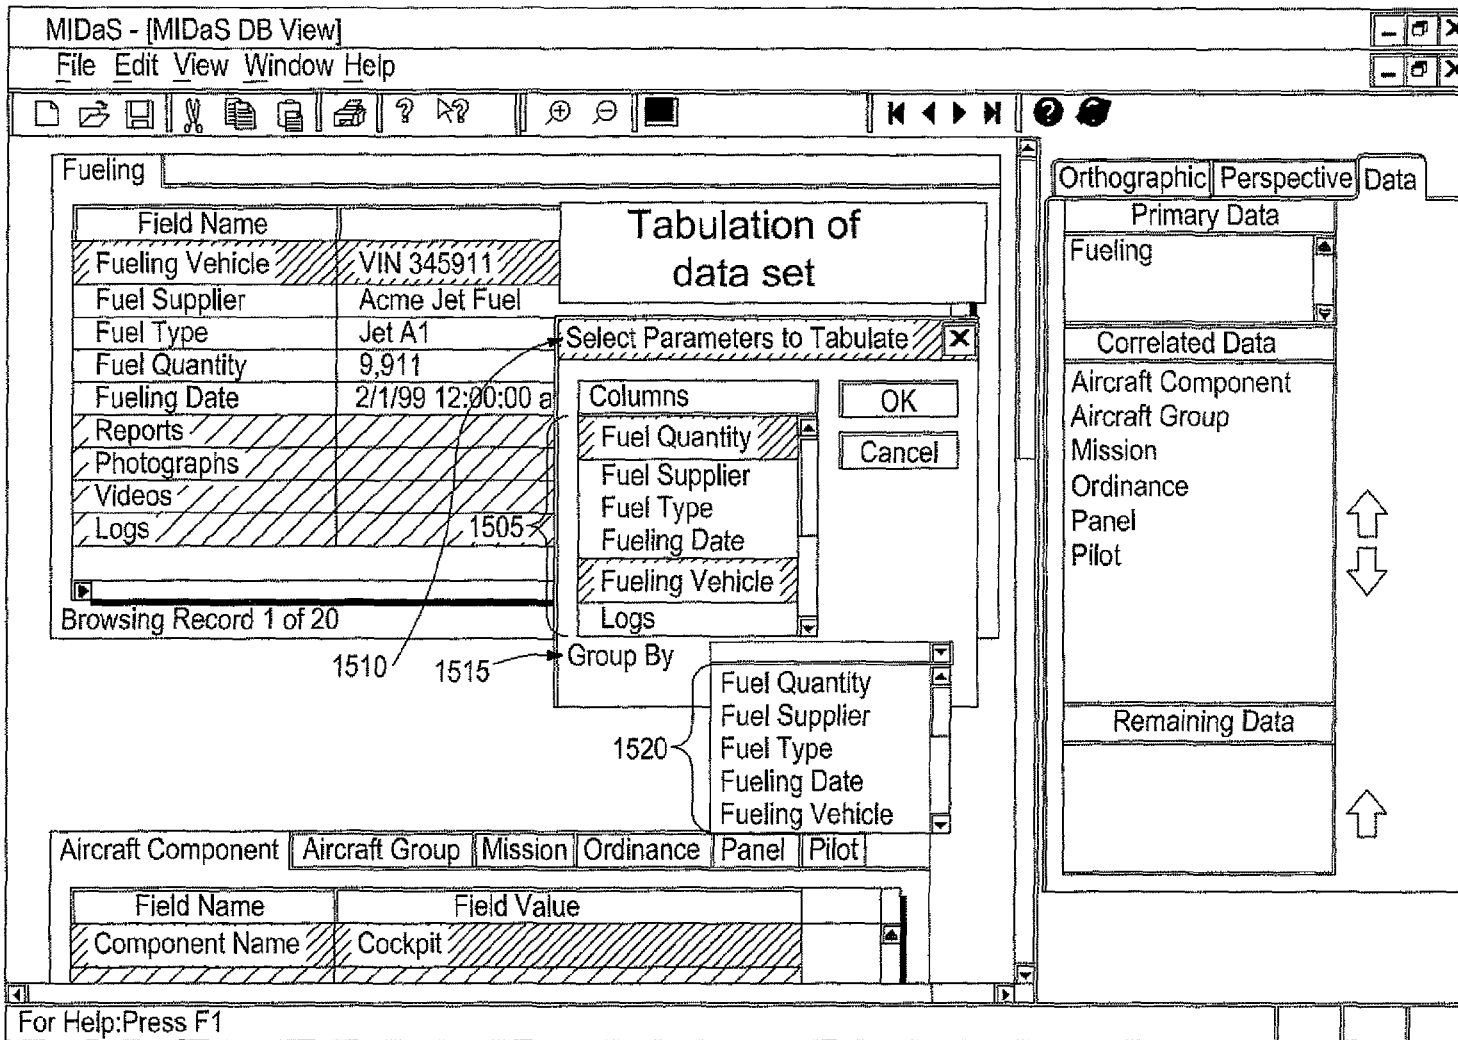 MIDaS - [MIDaS DB View]
File Edit View Window Help
Fueling
Field Name
Fueling Vehicle VIN 345911
Fuel Supplier Acme Jet Fuel
Fuel Type Jet A1
Fuel Quantity 9,911
Fueling Date 2/1/99 12:00:00 a
Reports
Photographs
Videos
Logs
Browsing Record 1 of 20
Tabulation of
data set
Select Parameters to Tabulate
Columns
Fuel Quantity
Fuel Supplier
Fuel Type
Fueling Date
Fueling Vehicle
Logs
OK
Cancel
1505
1510
1515
Group By
Fuel Quantity
Fuel Supplier
Fuel Type
Fueling Date
Fueling Vehicle
1520
Orthographic Perspective Data
Primary Data
Fueling
Correlated Data
Aircraft Component
Aircraft Group
Mission
Ordinance
Panel
Pilot
Remaining Data
Aircraft Component Aircraft Group Mission Ordinance Panel Pilot
Field Name Field Value
Component Name Cockpit
For Help:Press F1